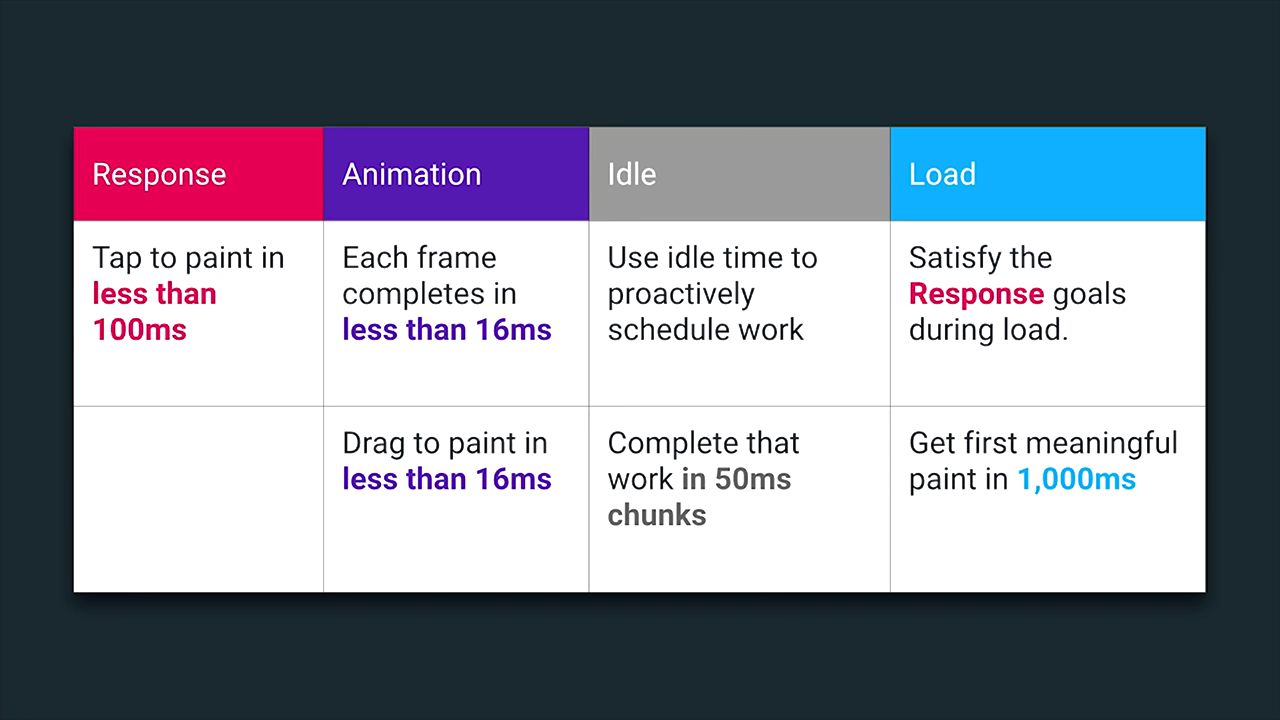 Response
Animation
Idle
Load
Tap to paint in
less than
100ms
Each frame
completes in
less than 16ms
Use idle time to
proactively
schedule work
Satisfy the
Response goals
during load.
Drag to paint in
less than 16ms
Complete that
work in 50ms
chunks
Get first meaningful
paint in 1,000ms